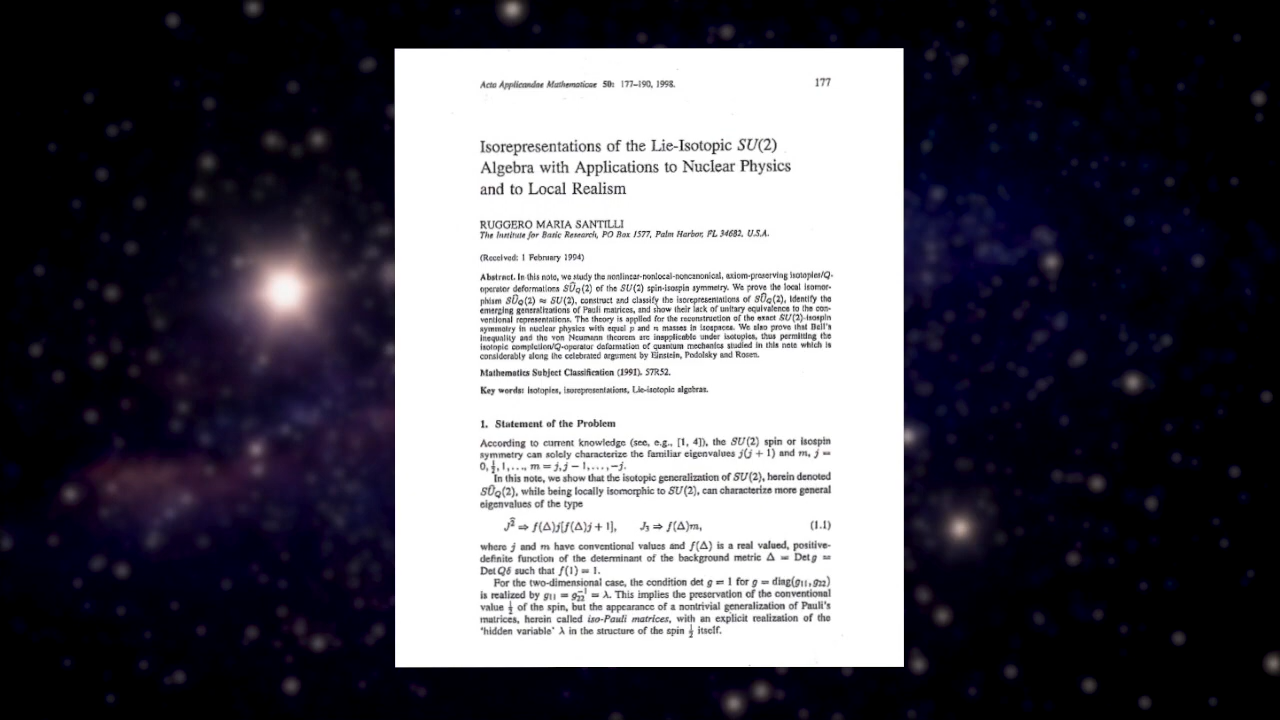 Acta Applicandae Mathematicae 50: 177–190, 1998. 177
Isorepresentations of the Lie-Isotopic SU(2)
Algebra with Applications to Nuclear Physics
and to Local Realism
RUGGERO MARIA SANTILLI
The Institute for Basic Research, PO Box 1577, Palm Harbor, FL 34682, U.S.A.
(Received: 1 February 1994)
Abstract. In this note, we study the nonlinear-nonlocal-noncanonical, axiom-preserving isotopies/Q-
operator deformations SÛQ(2) of the SU(2) spin-isospin symmetry. We prove the local isomor-
phism SÛQ(2) ≈ SU(2), construct and classify the isorepresentations of SÛQ(2), identify the
emerging generalizations of Pauli matrices, and show their lack of unitary equivalence to the con-
ventional representations. The theory is applied for the reconstruction of the exact SU(2)-isospin
symmetry in nuclear physics with equal p and n masses in isospaces. We also prove that Bell's
inequality and the von Neumann theorem are inapplicable under isotopies, thus permitting the
isotopic completion/Q-operator deformation of quantum mechanics studied in this note which is
considerably along the celebrated argument by Einstein, Podolsky and Rosen.
Mathematics Subject Classification (1991). 57R52.
Key words: isotopies, isorepresentations, Lie-isotopic algebras.
1. Statement of the Problem
According to current knowledge (see, e.g., [1, 4]), the SU(2) spin or isospin
symmetry can solely characterize the familiar eigenvalues j(j + 1) and m, j =
0, ½, 1, ..., m = j, j − 1, ..., −j.
In this note, we show that the isotopic generalization of SU(2), herein denoted
SÛQ(2), while being locally isomorphic to SU(2), can characterize more general
eigenvalues of the type
J^2̂ ⇒ f(Δ)j[f(Δ)j + 1], J₃ ⇒ f(Δ)m, (1.1)
where j and m have conventional values and f(Δ) is a real valued, positive-
definite function of the determinant of the background metric Δ = Det g =
Det Qδ such that f(1) = 1.
For the two-dimensional case, the condition det g = 1 for g = diag(g₁₁, g₂₂)
is realized by g₁₁ = g₂₂⁻¹ = λ. This implies the preservation of the conventional
value ½ of the spin, but the appearance of a nontrivial generalization of Pauli's
matrices, herein called iso-Pauli matrices, with an explicit realization of the
'hidden variable' λ in the structure of the spin ½ itself.